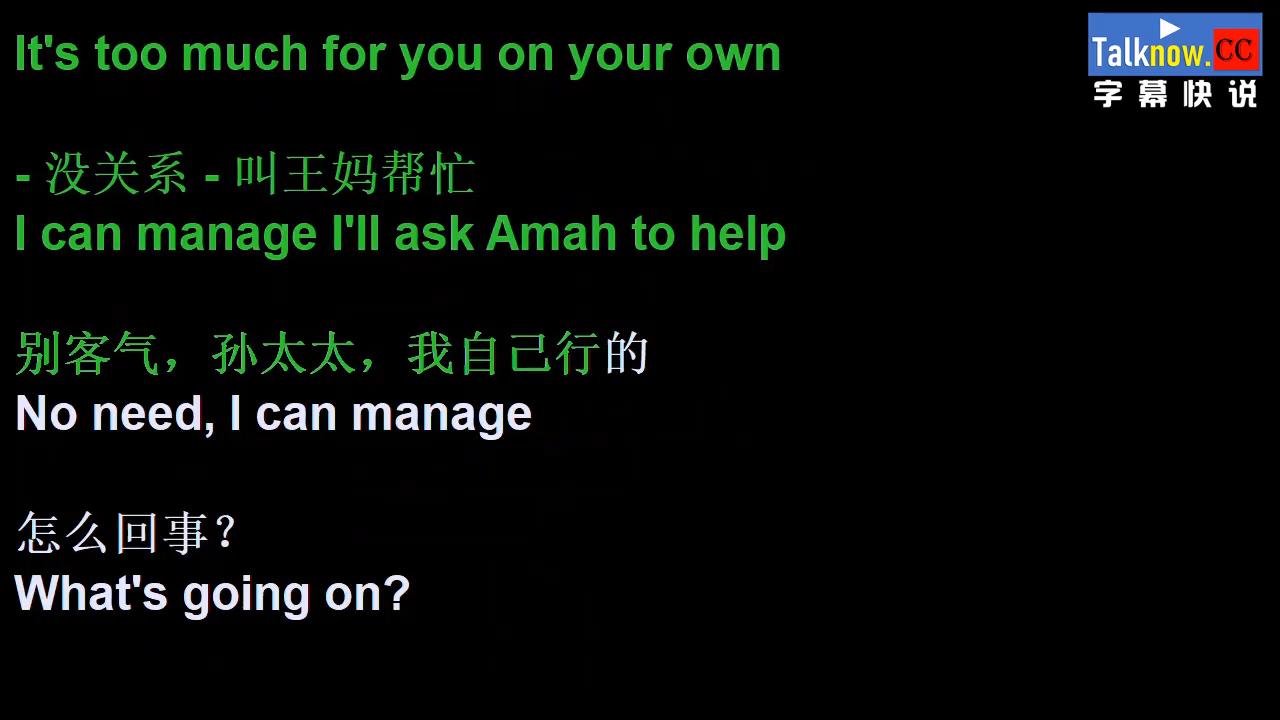 It's too much for you on your own
Talknow.CC
字幕快说
- 没关系 - 叫王妈帮忙
I can manage I'll ask Amah to help
别客气，孙太太，我自己行的
No need, I can manage
怎么回事？
What's going on?